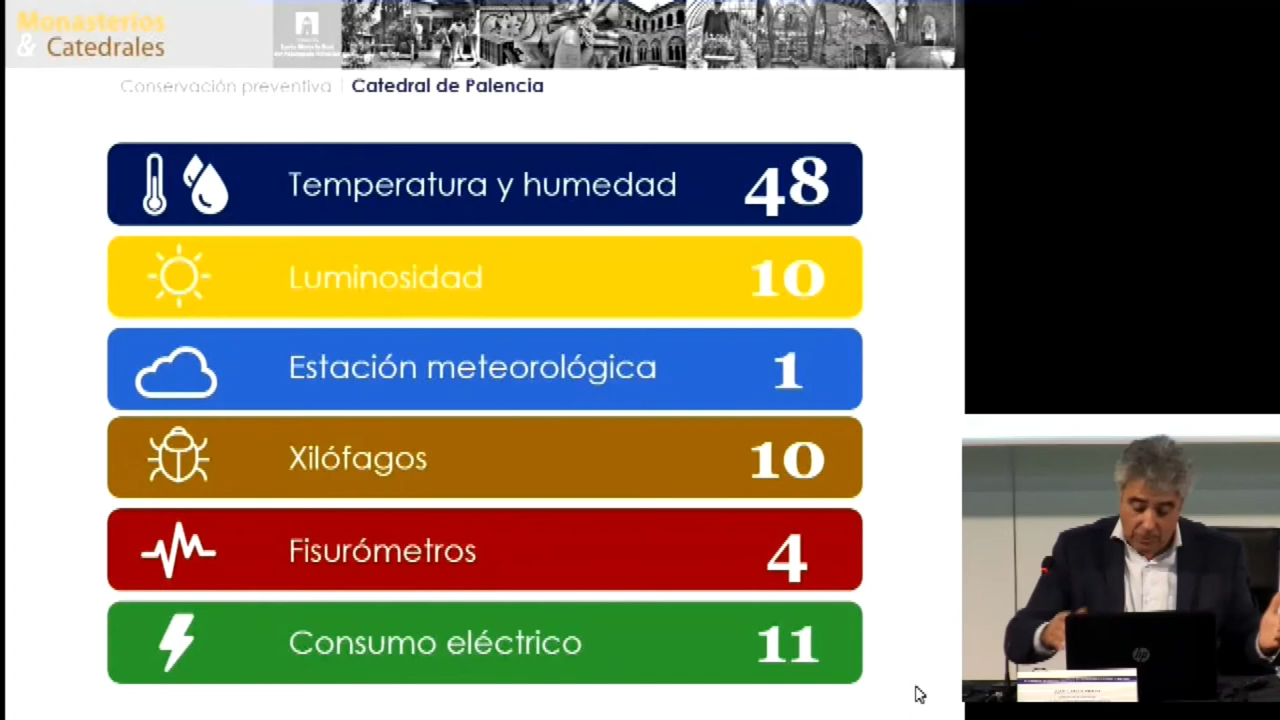 Monasterios
& Catedrales
Conservación preventiva | Catedral de Palencia
Temperatura y humedad 48
Luminosidad 10
Estación meteorológica 1
Xilófagos 10
Fisurómetros 4
Consumo eléctrico 11
hp